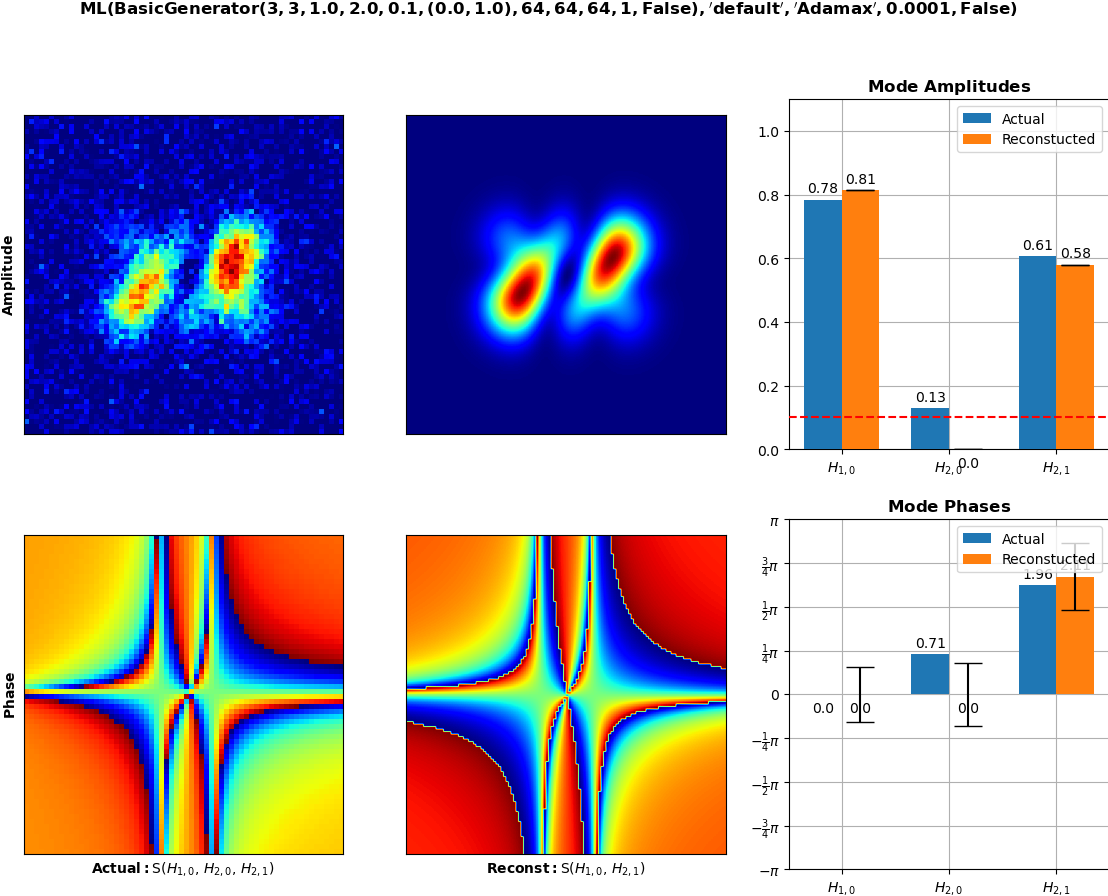 ML(BasicGenerator(3, 3, 1.0, 2.0, 0.1, (0.0, 1.0), 64, 64, 64, 1, False), ′default′, ′Adamax′, 0.0001, False)
Amplitude
Mode Amplitudes
Actual
Reconstucted
1.0
0.8
0.6
0.4
0.2
0.0
0.78
0.81
0.13
0.0
0.61
0.58
H1,0
H2,0
H2,1
Phase
Actual: S(H1,0, H2,0, H2,1)
Reconst: S(H1,0, H2,1)
Mode Phases
Actual
Reconstucted
π
3/4π
1/2π
1/4π
0
−1/4π
−1/2π
−3/4π
−π
0.0
0.0
0.71
0.0
1.96
2.11
H1,0
H2,0
H2,1